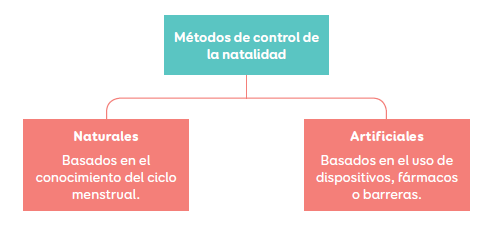 Métodos de control de
la natalidad
Naturales
Basados en el
conocimiento del ciclo
menstrual.
Artificiales
Basados en el uso de
dispositivos, fármacos
o barreras.